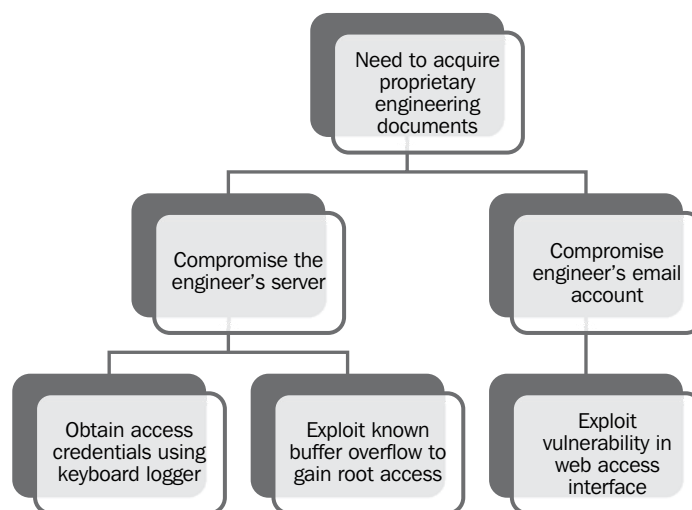 Need to acquire
proprietary
engineering
documents
Compromise the
engineer's server
Compromise
engineer's email
account
Obtain access
credentials using
keyboard logger
Exploit known
buffer overflow to
gain root access
Exploit
vulnerability in
web access
interface